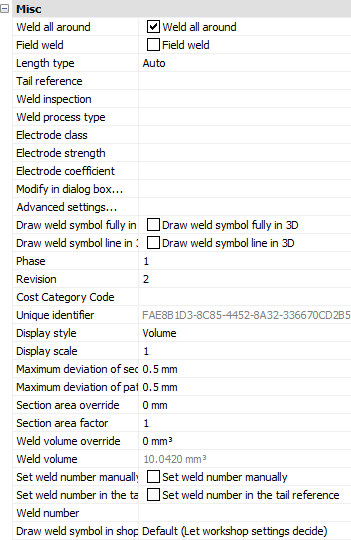 Misc
Weld all around Weld all around
Field weld Field weld
Length type Auto
Tail reference
Weld inspection
Weld process type
Electrode class
Electrode strength
Electrode coefficient
Modify in dialog box...
Advanced settings...
Draw weld symbol fully in Draw weld symbol fully in 3D
Draw weld symbol line in 3 Draw weld symbol line in 3D
Phase 1
Revision 2
Cost Category Code
Unique identifier FAE8B1D3-8C85-4452-8A32-336670CD2B5
Display style Volume
Display scale 1
Maximum deviation of sec 0.5 mm
Maximum deviation of pat 0.5 mm
Section area override 0 mm
Section area factor 1
Weld volume override 0 mm³
Weld volume 10.0420 mm³
Set weld number manually Set weld number manually
Set weld number in the ta Set weld number in the tail reference
Weld number
Draw weld symbol in shop Default (Let workshop settings decide)